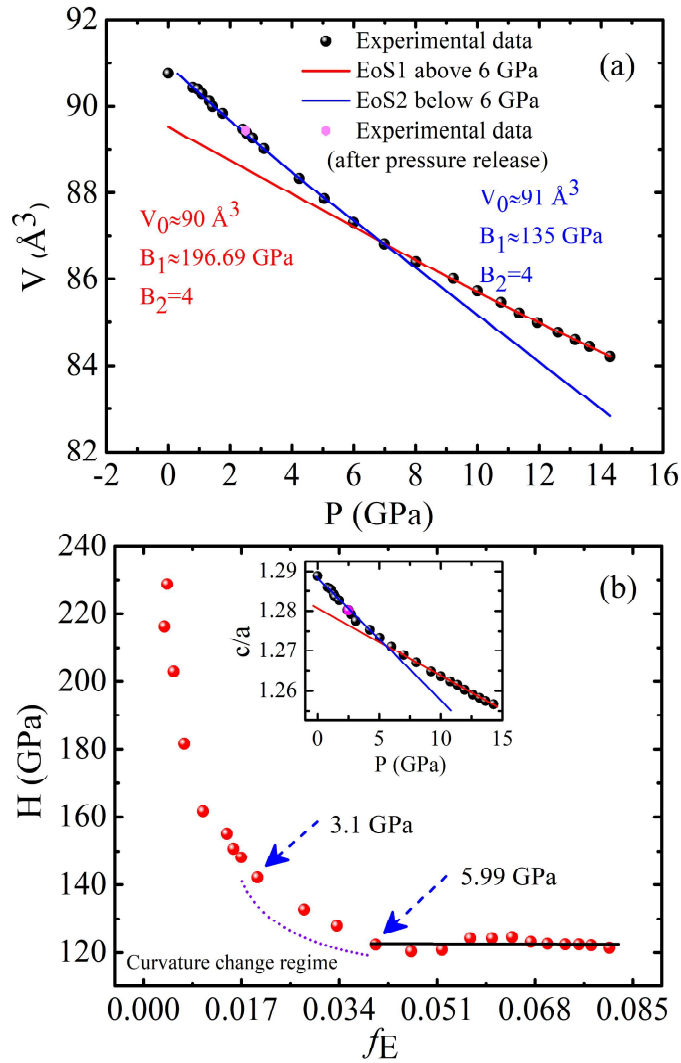 92
90
88
86
84
82
V (Å³)
(a)
Experimental data
EoS1 above 6 GPa
EoS2 below 6 GPa
Experimental data
(after pressure release)
V₀≈90 Å³
B₁≈196.69 GPa
B₂=4
V₀≈91 Å³
B₁≈135 GPa
B₂=4
-2 0 2 4 6 8 10 12 14 16
P (GPa)
240
220
200
180
160
140
120
H (GPa)
(b)
1.29
1.28
1.27
1.26
c/a
0 5 10 15
P (GPa)
3.1 GPa
5.99 GPa
Curvature change regime
0.000 0.017 0.034 0.051 0.068 0.085
fE